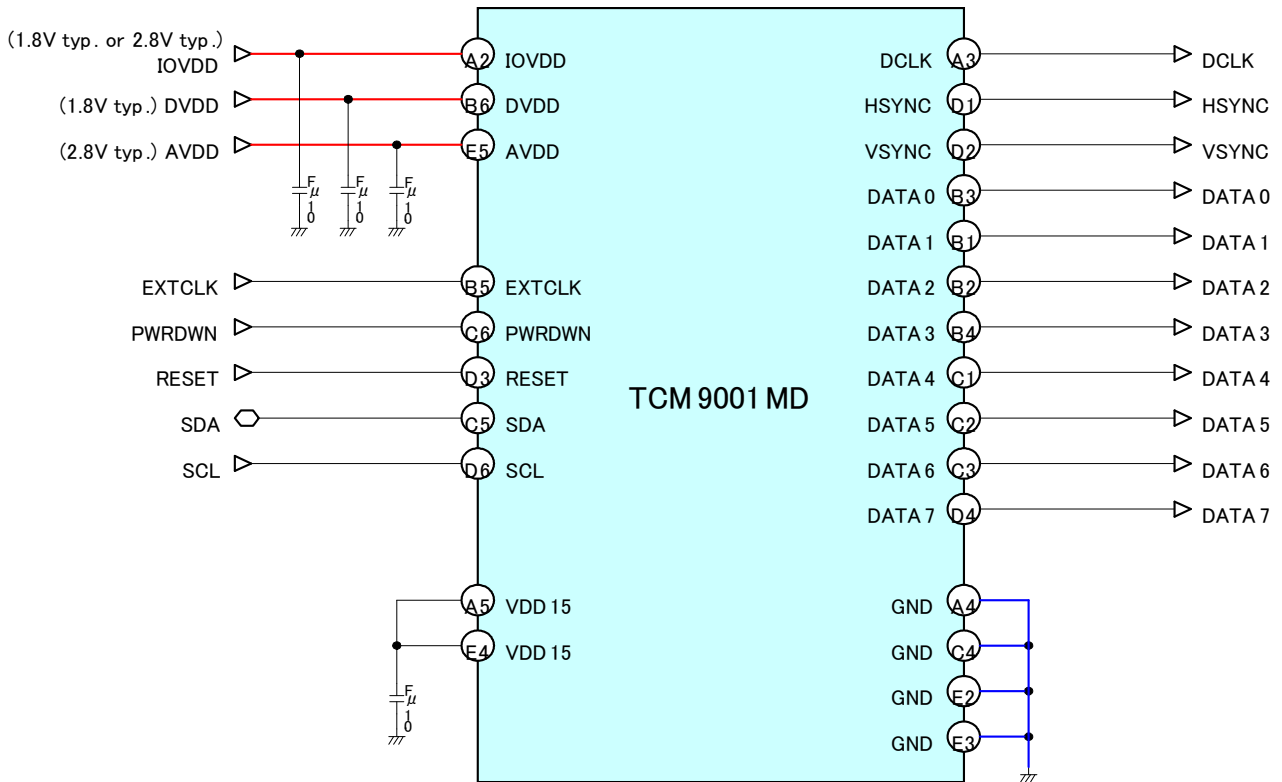 (1.8V typ. or 2.8V typ.)
IOVDD
(1.8V typ.) DVDD
(2.8V typ.) AVDD
A2 IOVDD
B6 DVDD
E5 AVDD
EXTCLK
PWRDWN
RESET
SDA
SCL
B5 EXTCLK
C6 PWRDWN
D3 RESET
C5 SDA
D6 SCL
A5 VDD15
E4 VDD15
TCM9001MD
DCLK A3
HSYNC D1
VSYNC D2
DATA0 B3
DATA1 B1
DATA2 B2
DATA3 B4
DATA4 C1
DATA5 C2
DATA6 C3
DATA7 D4
GND A4
GND C4
GND E2
GND E3
DCLK
HSYNC
VSYNC
DATA0
DATA1
DATA2
DATA3
DATA4
DATA5
DATA6
DATA7